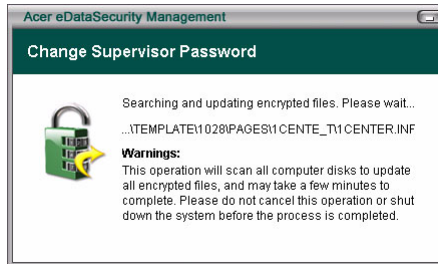 Acer eDataSecurity Management
Change Supervisor Password
Searching and updating encrypted files. Please wait...
...\TEMPLATE\1028\PAGES\1CENTE_T\1CENTER.INF
Warnings:
This operation will scan all computer disks to update
all encrypted files, and may take a few minutes to
complete. Please do not cancel this operation or shut
down the system before the process is completed.